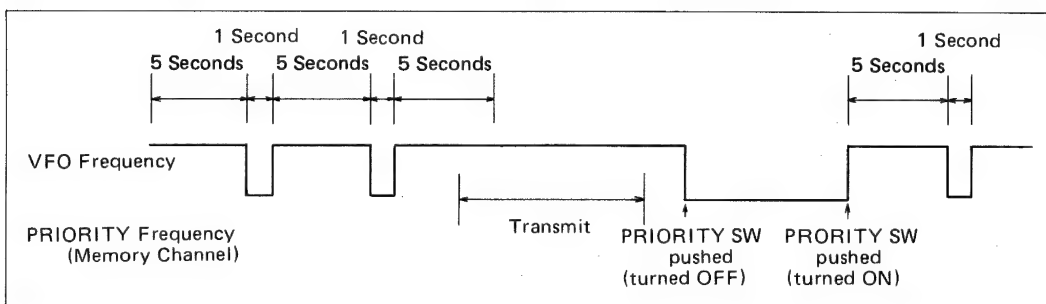 1 Second 1 Second
5 Seconds 5 Seconds 5 Seconds
1 Second
5 Seconds
VFO Frequency
PRIORITY Frequency
(Memory Channel)
Transmit
PRIORITY SW
pushed
(turned OFF)
PRORITY SW
pushed
(turned ON)